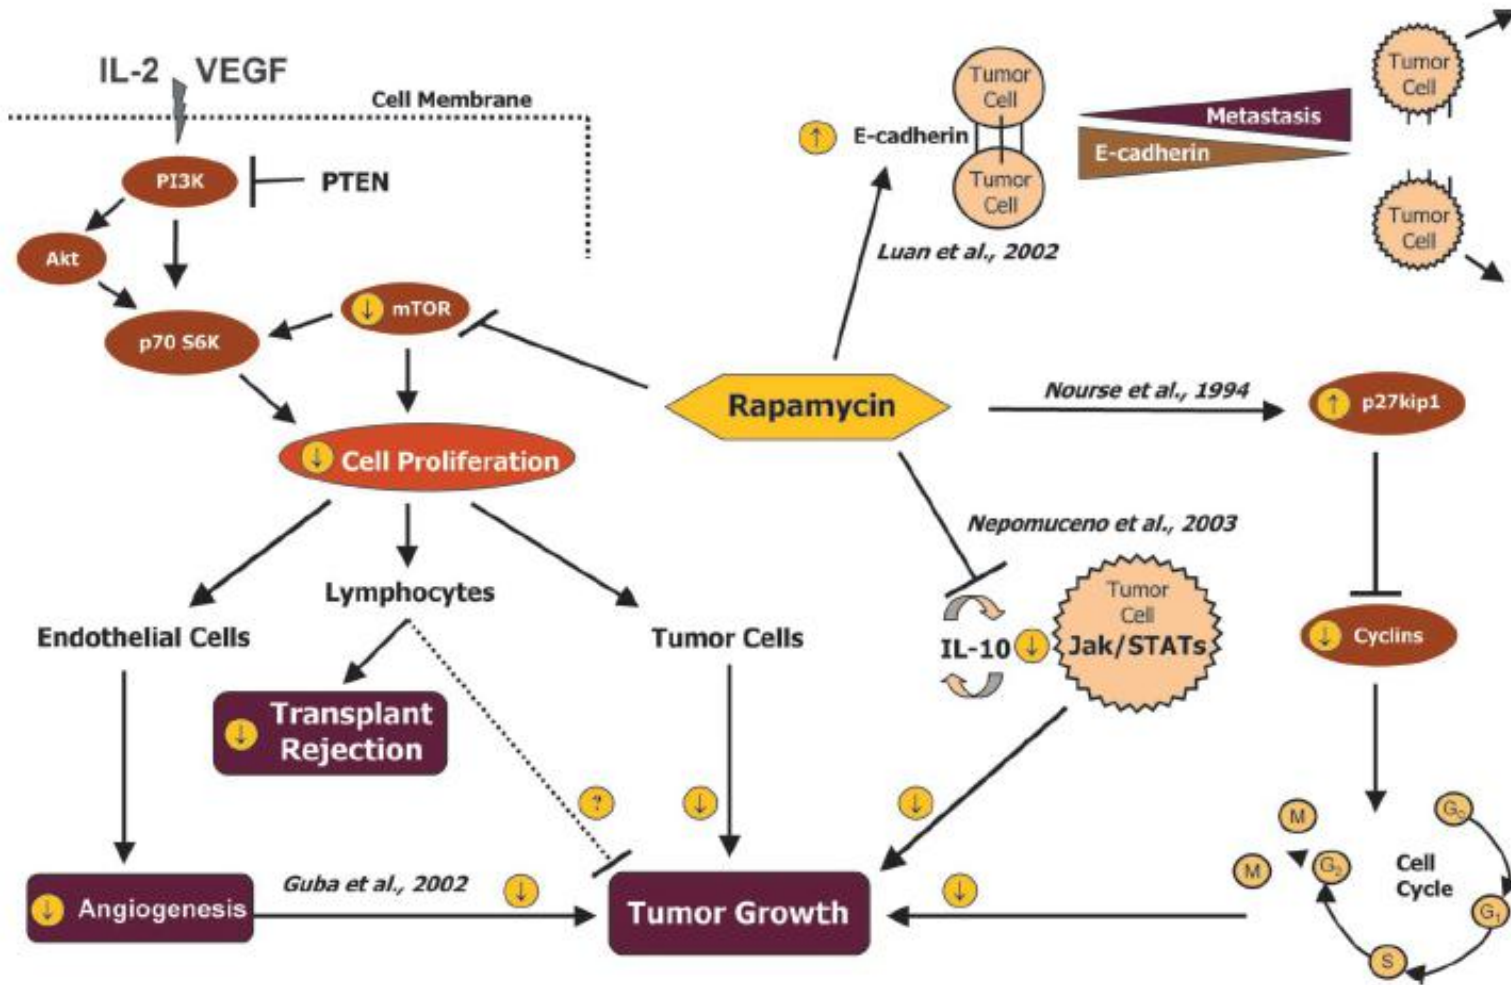 IL-2 VEGF
Cell Membrane
PI3K
PTEN
Akt
↓ mTOR
p70 S6K
↓ Cell Proliferation
Endothelial Cells
Lymphocytes
Tumor Cells
↓ Transplant
Rejection
?
↓
↓ Angiogenesis
Guba et al., 2002
↓
Tumor Growth
Rapamycin
↑ E-cadherin
Tumor
Cell
Tumor
Cell
Luan et al., 2002
Metastasis
E-cadherin
Tumor
Cell
Tumor
Cell
Nourse et al., 1994
↑ p27kip1
Nepomuceno et al., 2003
IL-10 ↓
Tumor
Cell
Jak/STATs
↓
↓ Cyclins
Cell
Cycle
M
M
G₀
G₁
S
G₂
↓